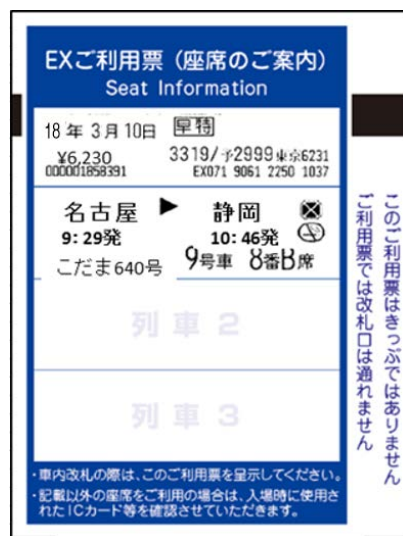 EXご利用票(座席のご案内)
Seat Information
18年 3月10日 早特
¥6,230 3319/予2999東京6231
000001858391 EX071 9061 2250 1037
名古屋 ▶ 静岡
9:29発 10:46発
こだま640号 9号車 8番B席
列車 2
列車 3
・車内改札の際は、このご利用票を呈示してください。
・記載以外の座席をご利用の場合は、入場時に使用さ
れたICカード等を確認させていただきます。
このご利用票はきっぷではありません
ご利用票では改札口は通れません